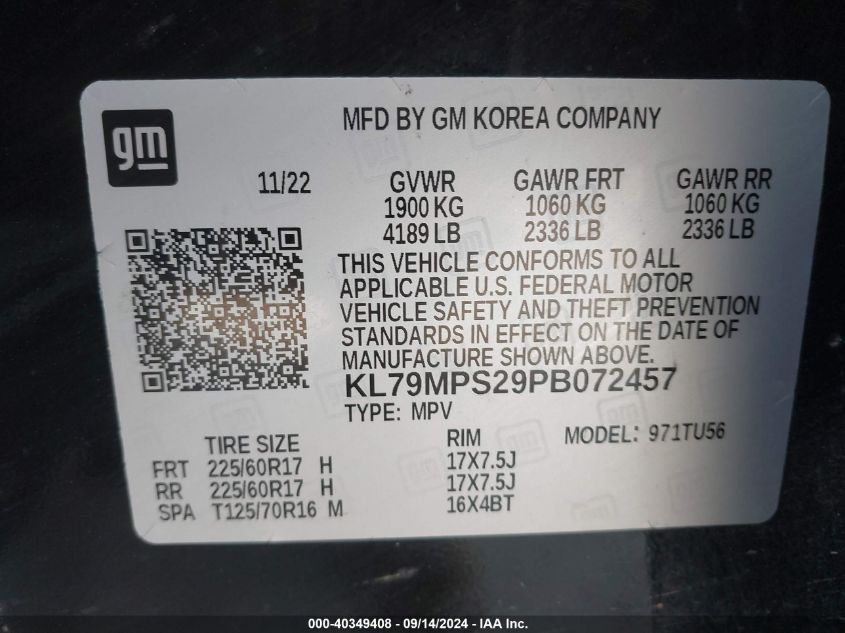 gm
MFD BY GM KOREA COMPANY
11/22 GVWR GAWR FRT GAWR RR
1900 KG 1060 KG 1060 KG
4189 LB 2336 LB 2336 LB
THIS VEHICLE CONFORMS TO ALL
APPLICABLE U.S. FEDERAL MOTOR
VEHICLE SAFETY AND THEFT PREVENTION
STANDARDS IN EFFECT ON THE DATE OF
MANUFACTURE SHOWN ABOVE.
KL79MPS29PB072457
TYPE: MPV
TIRE SIZE RIM MODEL: 971TU56
FRT 225/60R17 H 17X7.5J
RR 225/60R17 H 17X7.5J
SPA T125/70R16 M 16X4BT
000-40349408 - 09/14/2024 - IAA Inc.